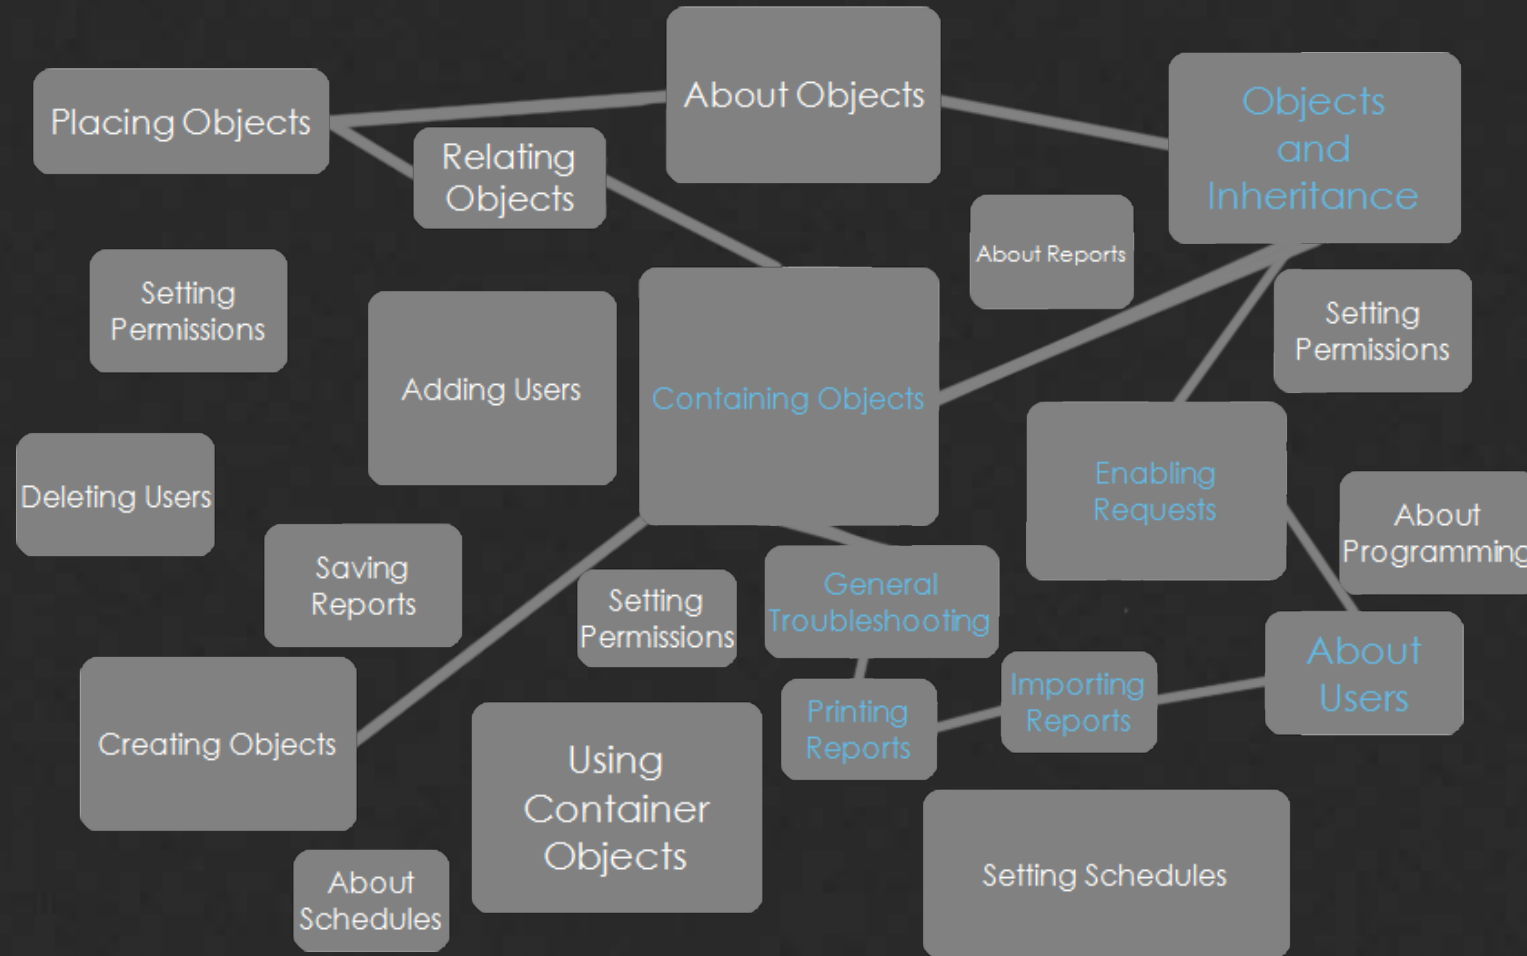 About Objects
Placing Objects
Objects
and
Inheritance
Relating
Objects
About Reports
Setting
Permissions
Setting
Permissions
Adding Users
Containing Objects
Enabling
Requests
Deleting Users
About
Programming
Saving
Reports
General
Troubleshooting
Setting
Permissions
About
Users
Importing
Reports
Printing
Reports
Creating Objects
Using
Container
Objects
Setting Schedules
About
Schedules